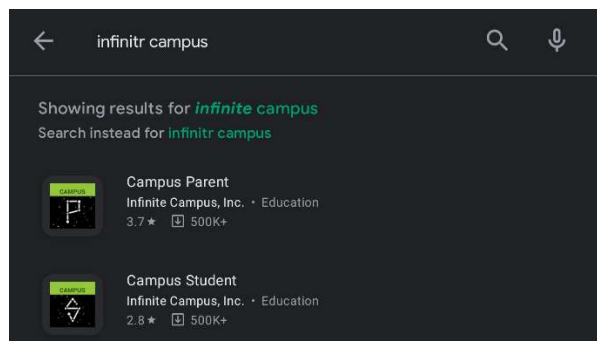 infinitr campus
Showing results for infinite campus
Search instead for infinitr campus
CAMPUS
P
Campus Parent
Infinite Campus, Inc. • Education
3.7★ 500K+
CAMPUS
S
Campus Student
Infinite Campus, Inc. • Education
2.8★ 500K+